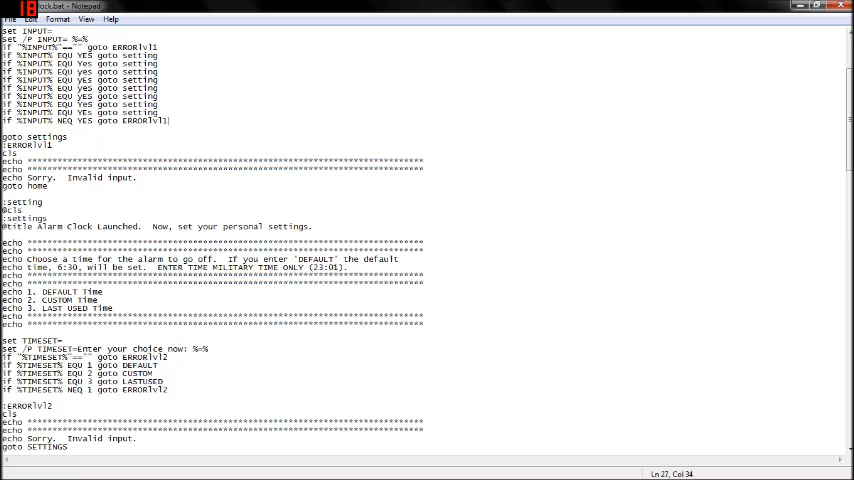 18
lock.bat - Notepad
File Edit Format View Help
set INPUT=
set /P INPUT= %=%
if "%INPUT%"=="" goto ERRORlvl1
if %INPUT% EQU YES goto setting
if %INPUT% EQU Yes goto setting
if %INPUT% EQU yes goto setting
if %INPUT% EQU yEs goto setting
if %INPUT% EQU yeS goto setting
if %INPUT% EQU yES goto setting
if %INPUT% EQU YeS goto setting
if %INPUT% EQU YEs goto setting
if %INPUT% NEQ YES goto ERRORlvl1
goto settings
:ERRORlvl1
cls
echo *******************************************************************************
echo *******************************************************************************
echo Sorry.  Invalid input.
goto home
:setting
@cls
:settings
@title Alarm Clock Launched.  Now, set your personal settings.
echo *******************************************************************************
echo *******************************************************************************
echo Choose a time for the alarm to go off.  If you enter 'DEFAULT' the default
echo time, 6:30, will be set.  ENTER TIME MILITARY TIME ONLY (23:01).
echo *******************************************************************************
echo *******************************************************************************
echo 1. DEFAULT Time
echo 2. CUSTOM Time
echo 3. LAST USED Time
echo *******************************************************************************
echo *******************************************************************************
set TIMESET=
set /P TIMESET=Enter your choice now: %=%
if "%TIMESET%"=="" goto ERRORlvl2
if %TIMESET% EQU 1 goto DEFAULT
if %TIMESET% EQU 2 goto CUSTOM
if %TIMESET% EQU 3 goto LASTUSED
if %TIMESET% NEQ 1 goto ERRORlvl2
:ERRORlvl2
cls
echo *******************************************************************************
echo *******************************************************************************
echo Sorry.  Invalid input.
goto SETTINGS
Ln 27, Col 34